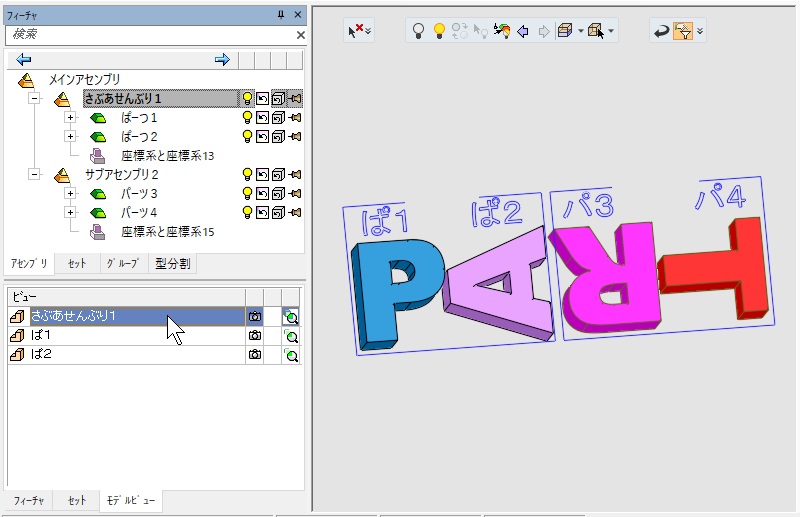 フィーチャ
検索
メインアセンブリ
さぶあせんぶり1
ぱーつ1
ぱーつ2
座標系と座標系13
サブアセンブリ2
パーツ3
パーツ4
座標系と座標系15
アセンブリ セット グループ 型分割
ビュー
さぶあせんぶり1
ぱ1
ぱ2
フィーチャ セット モデルビュー
ぱ1 ぱ2 パ3 パ4
P A R T